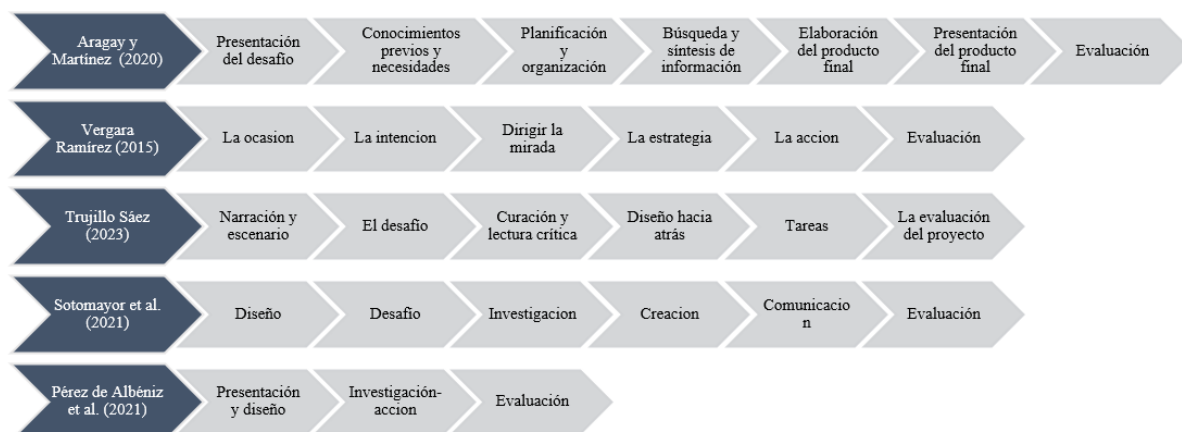 Aragay y
Martínez (2020)
Presentación
del desafío
Conocimientos
previos y
necesidades
Planificación
y
organización
Búsqueda y
síntesis de
información
Elaboración
del producto
final
Presentación
del producto
final
Evaluación
Vergara
Ramírez (2015)
La ocasion
La intencion
Dirigir la
mirada
La estrategia
La accion
Evaluación
Trujillo Sáez
(2023)
Narración y
escenario
El desafío
Curación y
lectura crítica
Diseño hacia
atrás
Tareas
La evaluación
del proyecto
Sotomayor et al.
(2021)
Diseño
Desafío
Investigacion
Creacion
Comunicacio
n
Evaluación
Pérez de Albéniz
et al. (2021)
Presentación
y diseño
Investigación-
accion
Evaluación